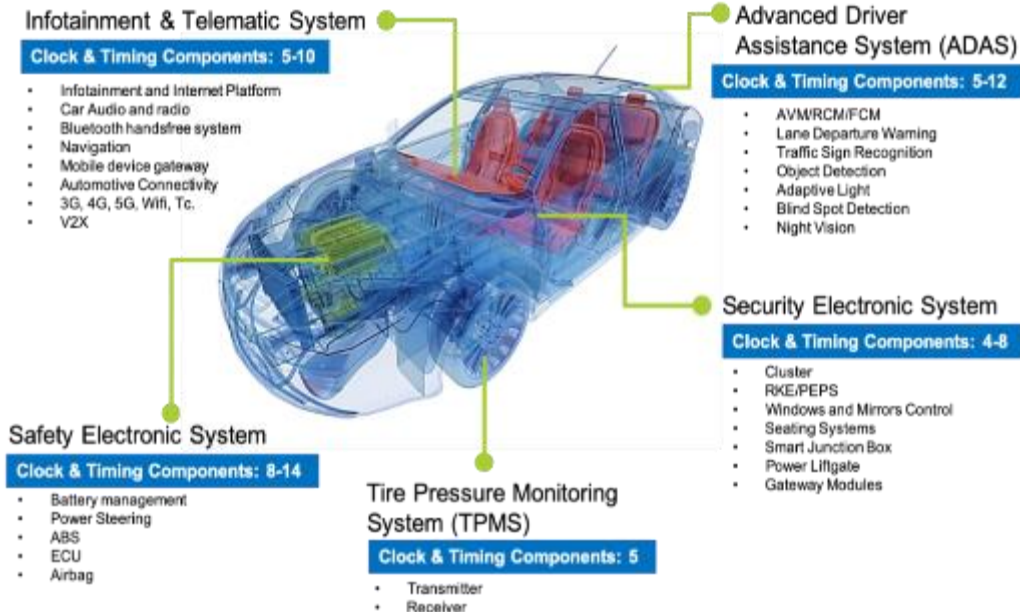 Infotainment & Telematic System
Clock & Timing Components: 5-10
• Infotainment and Internet Platform
• Car Audio and radio
• Bluetooth handsfree system
• Navigation
• Mobile device gateway
• Automotive Connectivity
• 3G, 4G, 5G, Wifi, Tc.
• V2X
Advanced Driver
Assistance System (ADAS)
Clock & Timing Components: 5-12
• AVM/RCM/FCM
• Lane Departure Warning
• Traffic Sign Recognition
• Object Detection
• Adaptive Light
• Blind Spot Detection
• Night Vision
Security Electronic System
Clock & Timing Components: 4-8
• Cluster
• RKE/PEPS
• Windows and Mirrors Control
• Seating Systems
• Smart Junction Box
• Power Liftgate
• Gateway Modules
Safety Electronic System
Clock & Timing Components: 8-14
• Battery management
• Power Steering
• ABS
• ECU
• Airbag
Tire Pressure Monitoring
System (TPMS)
Clock & Timing Components: 5
• Transmitter
• Receiver